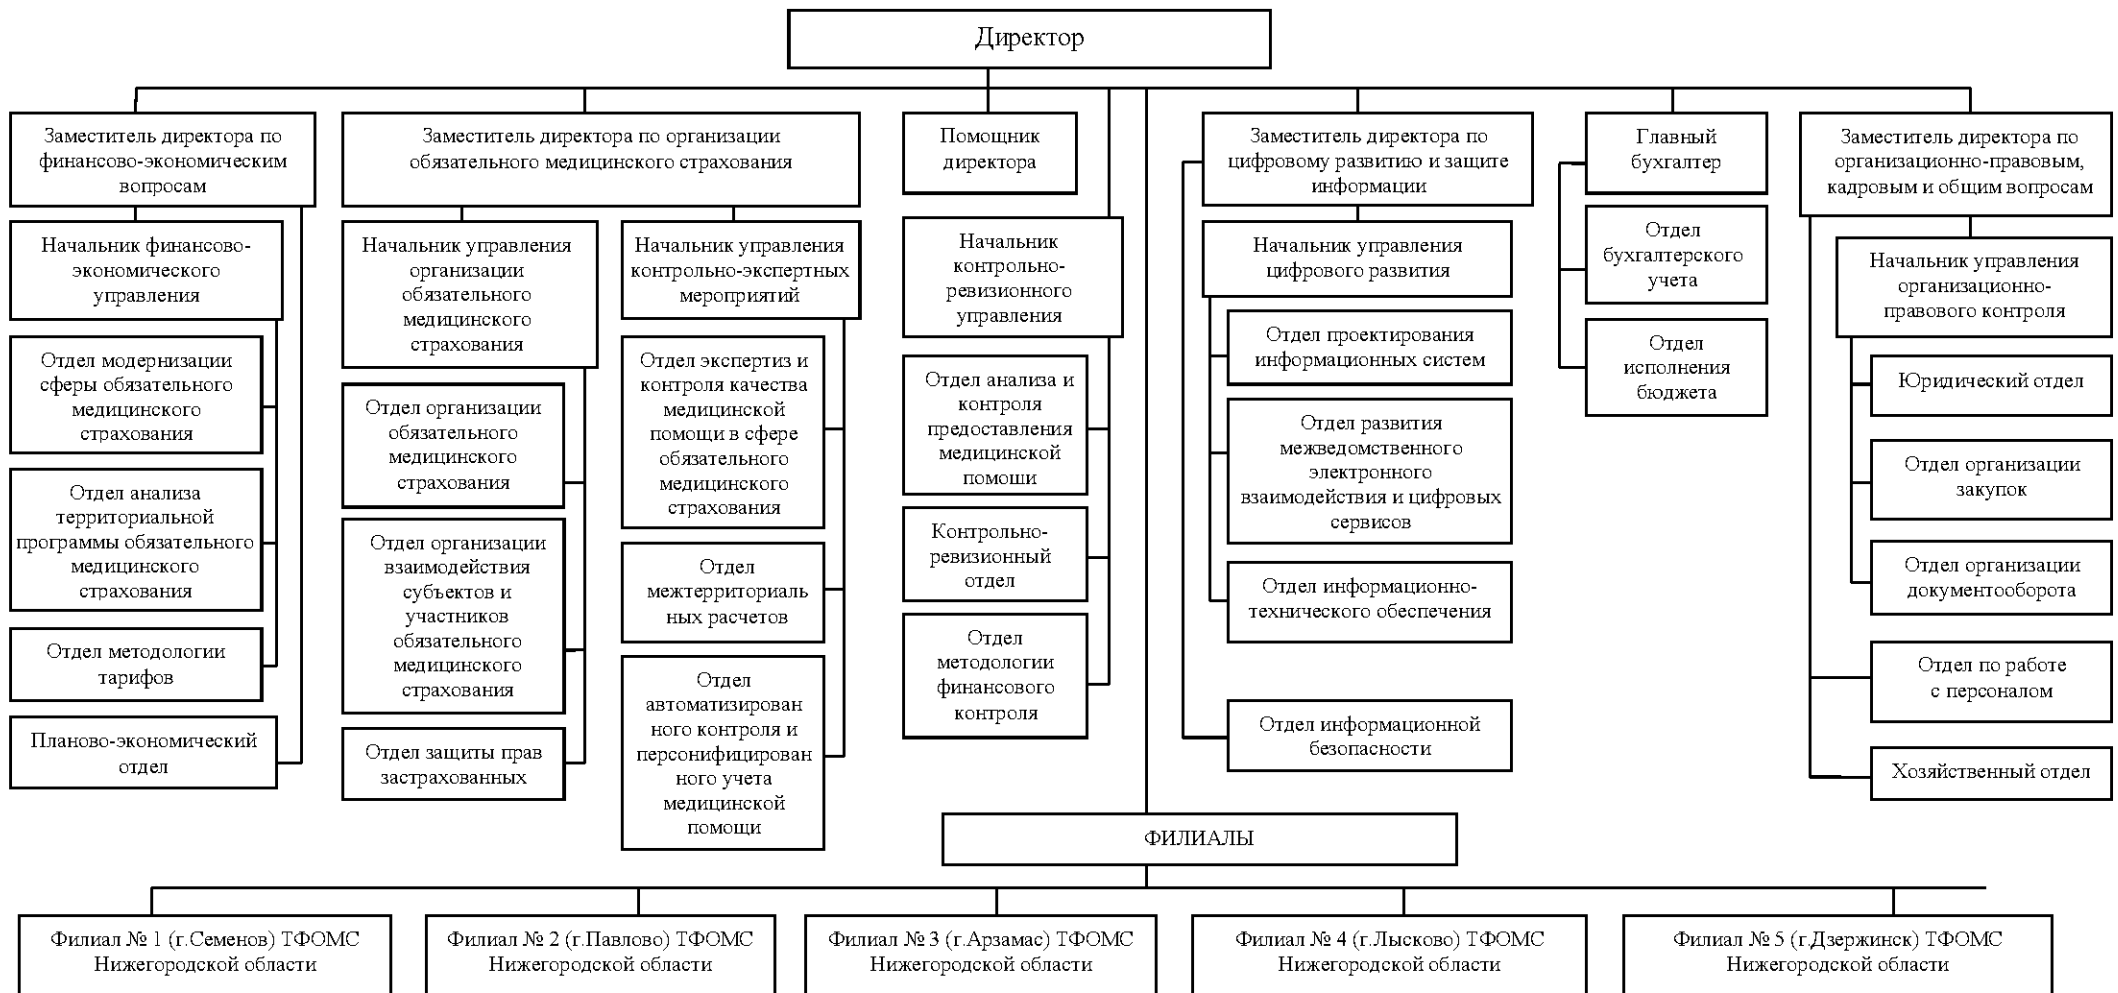 Директор
Заместитель директора по
финансово-экономическим
вопросам
Заместитель директора по организации
обязательного медицинского страхования
Помощник
директора
Заместитель директора по
цифровому развитию и защите
информации
Главный
бухгалтер
Заместитель директора по
организационно-правовым,
кадровым и общим вопросам
Начальник финансово-
экономического
управления
Отдел модернизации
сферы обязательного
медицинского
страхования
Отдел анализа
территориальной
программы обязательного
медицинского
страхования
Отдел методологии
тарифов
Планово-экономический
отдел
Начальник управления
организации
обязательного
медицинского
страхования
Отдел организации
обязательного
медицинского
страхования
Отдел организации
взаимодействия
субъектов и
участников
обязательного
медицинского
страхования
Отдел защиты прав
застрахованных
Начальник управления
контрольно-экспертных
мероприятий
Отдел экспертиз и
контроля качества
медицинской
помощи в сфере
обязательного
медицинского
страхования
Отдел
межтерриториаль
ных расчетов
Отдел
автоматизирован
ного контроля и
персонифицирован
ного учета
медицинской
помощи
Начальник
контрольно-
ревизионного
управления
Отдел анализа и
контроля
предоставления
медицинской
помощи
Контрольно-
ревизионный
отдел
Отдел
методологии
финансового
контроля
Начальник управления
цифрового развития
Отдел проектирования
информационных систем
Отдел развития
межведомственного
электронного
взаимодействия и цифровых
сервисов
Отдел информационно-
технического обеспечения
Отдел информационной
безопасности
Отдел
бухгалтерского
учета
Отдел
исполнения
бюджета
Начальник управления
организационно-
правового контроля
Юридический отдел
Отдел организации
закупок
Отдел организации
документооборота
Отдел по работе
с персоналом
Хозяйственный отдел
ФИЛИАЛЫ
Филиал № 1 (г.Семенов) ТФОМС
Нижегородской области
Филиал № 2 (г.Павлово) ТФОМС
Нижегородской области
Филиал № 3 (г.Арзамас) ТФОМС
Нижегородской области
Филиал № 4 (г.Лысково) ТФОМС
Нижегородской области
Филиал № 5 (г.Дзержинск) ТФОМС
Нижегородской области